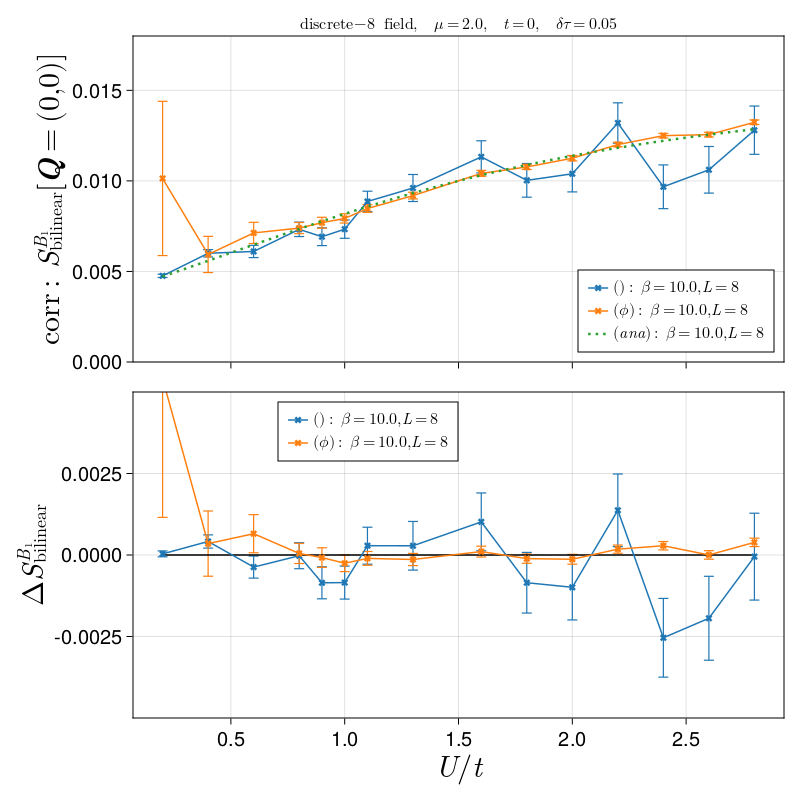 discrete−8 field, μ=2.0, t=0, δτ=0.05
corr: S^{B_1}_{bilinear}[Q=(0,0)]
0.015
0.010
0.005
0.000
(): β=10.0,L=8
(ϕ): β=10.0,L=8
(ana): β=10.0,L=8
ΔS^{B_1}_{bilinear}
0.0025
0.0000
-0.0025
(): β=10.0,L=8
(ϕ): β=10.0,L=8
0.5 1.0 1.5 2.0 2.5
U/t